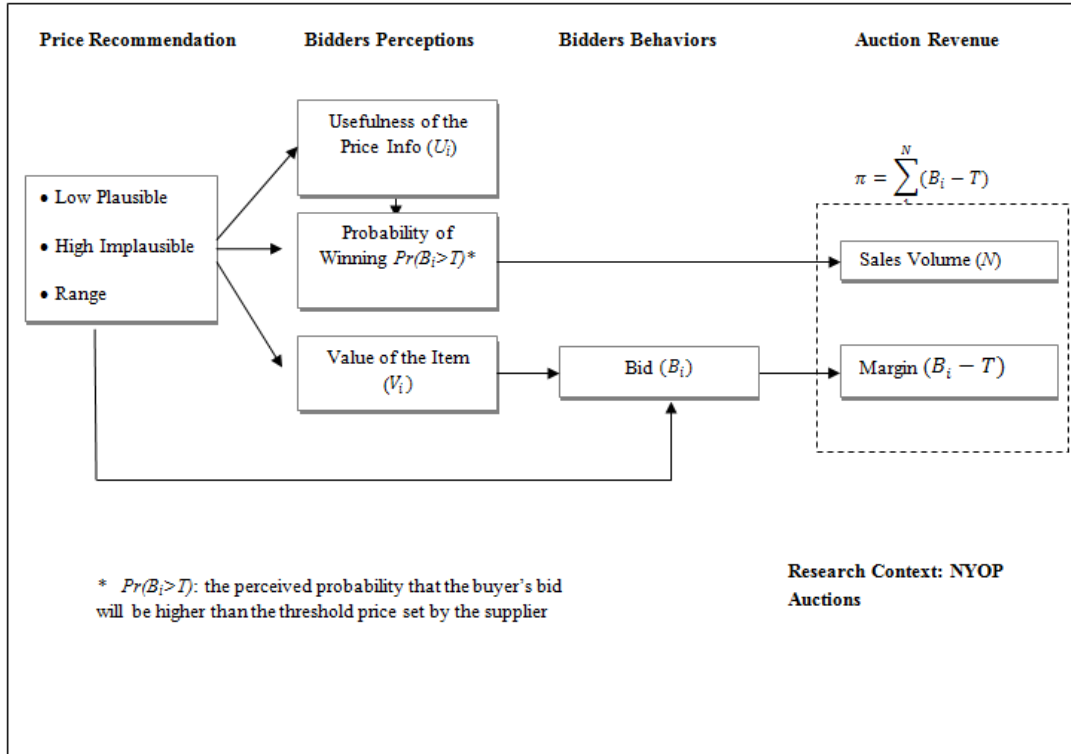 Price Recommendation
Bidders Perceptions
Bidders Behaviors
Auction Revenue
Usefulness of the
Price Info (Uᵢ)
• Low Plausible
• High Implausible
• Range
Probability of
Winning Pr(Bᵢ>T)*
Value of the Item
(Vᵢ)
Bid (Bᵢ)
N
π = ∑(Bᵢ − T)
Sales Volume (N)
Margin (Bᵢ − T)
* Pr(Bᵢ>T): the perceived probability that the buyer's bid
will be higher than the threshold price set by the supplier
Research Context: NYOP
Auctions